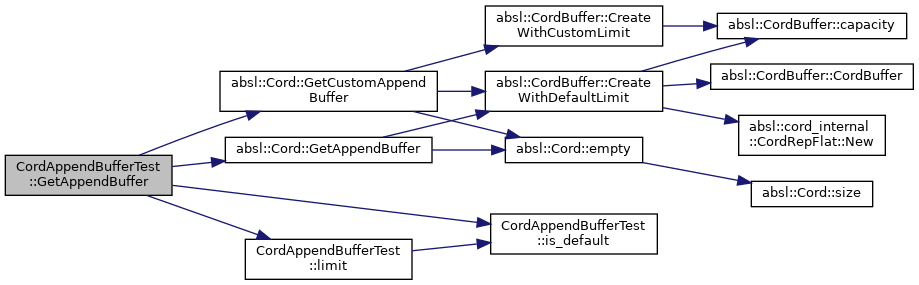 CordAppendBufferTest
::GetAppendBuffer
absl::Cord::GetCustomAppend
Buffer
absl::Cord::GetAppendBuffer
CordAppendBufferTest
::limit
absl::CordBuffer::Create
WithCustomLimit
absl::CordBuffer::Create
WithDefaultLimit
absl::Cord::empty
CordAppendBufferTest
::is_default
absl::CordBuffer::capacity
absl::CordBuffer::CordBuffer
absl::cord_internal
::CordRepFlat::New
absl::Cord::size